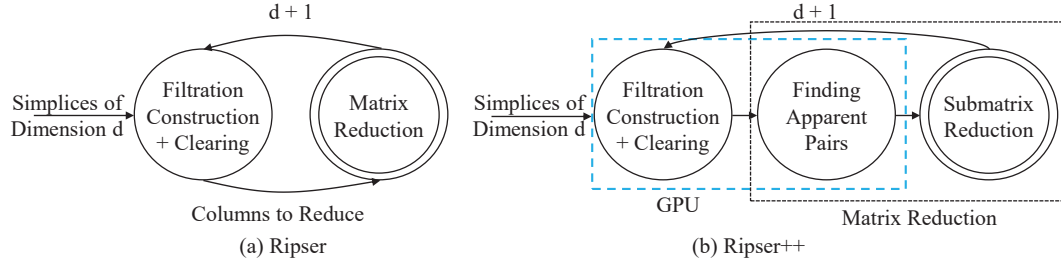 d + 1
Simplices of
Dimension d
Filtration
Construction
+ Clearing
Matrix
Reduction
Columns to Reduce
(a) Ripser
d + 1
Simplices of
Dimension d
Filtration
Construction
+ Clearing
Finding
Apparent
Pairs
Submatrix
Reduction
GPU
Matrix Reduction
(b) Ripser++